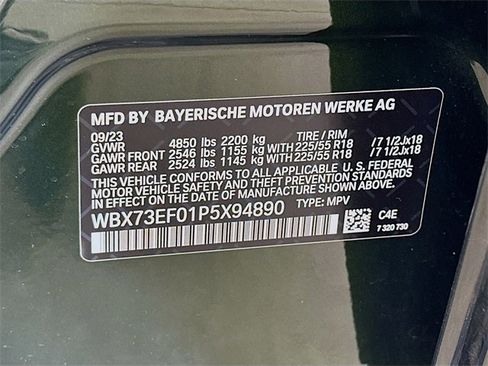 MFD BY BAYERISCHE MOTOREN WERKE AG
09/23
GVWR 4850 lbs 2200 kg TIRE / RIM
GAWR FRONT 2546 lbs 1155 kg WITH 225/55 R18 / 7 1/2Jx18
GAWR REAR 2524 lbs 1145 kg WITH 225/55 R18 / 7 1/2Jx18
THIS VEHICLE CONFORMS TO ALL APPLICABLE U. S. FEDERAL
MOTOR VEHICLE SAFETY AND THEFT PREVENTION STANDARDS
IN EFFECT ON THE DATE OF MANUFACTURE SHOWN ABOVE.
WBX73EF01P5X94890 TYPE: MPV
C4E
7 320 730